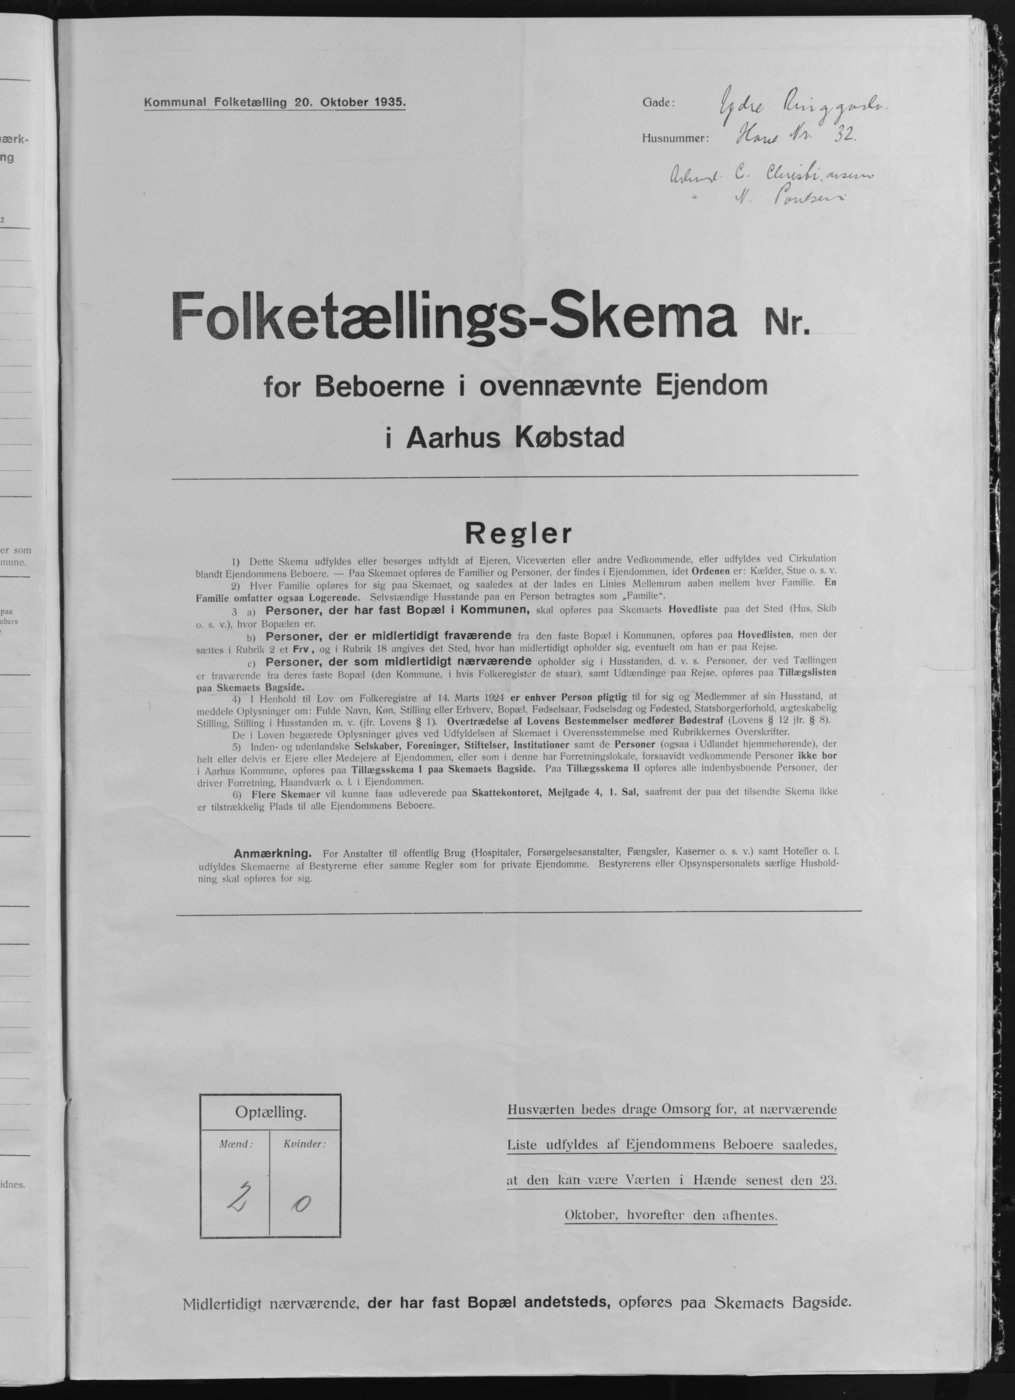 ærk-
ng
2
er som
mune.
paa
idnes.
Kommunal Folketælling 20. Oktober 1935.
Gade: Ydre Ringgade.
Husnummer: Have Nr. 32.
C. Christiansen
" N. Poulsen
Folketællings-Skema Nr.
for Beboerne i ovennævnte Ejendom
i Aarhus Købstad
Regler
1) Dette Skema udfyldes eller besørges udfyldt af Ejeren, Viceværten eller andre Vedkommende, eller udfyldes ved Cirkulation
blandt Ejendommens Beboere. — Paa Skemaet opføres de Familier og Personer, der findes i Ejendommen, idet Ordenen er: Kælder, Stue o. s. v.
2) Hver Familie opføres for sig paa Skemaet, og saaledes at der lades en Linies Mellemrum aaben mellem hver Familie. En
Familie omfatter ogsaa Logerende. Selvstændige Husstande paa en Person betragtes som „Familie“.
3 a) Personer, der har fast Bopæl i Kommunen, skal opføres paa Skemaets Hovedliste paa det Sted (Hus, Skib
o. s. v.), hvor Bopælen er.
b) Personer, der er midlertidigt fraværende fra den faste Bopæl i Kommunen, opføres paa Hovedlisten, men der
sættes i Rubrik 2 et Frv., og i Rubrik 18 angives det Sted, hvor han midlertidigt opholder sig, eventuelt om han er paa Rejse.
c) Personer, der som midlertidigt nærværende opholder sig i Husstanden, d. v. s. Personer, der ved Tællingen
er fraværende fra deres faste Bopæl (den Kommune, i hvis Folkeregister de staar), samt Udlændinge paa Rejse, opføres paa Tillægslisten
paa Skemaets Bagside.
4) I Henhold til Lov om Folkeregistre af 14. Marts 1924 er enhver Person pligtig til for sig og Medlemmer af sin Husstand, at
meddele Oplysninger om: Fulde Navn, Køn, Stilling eller Erhverv, Bopæl, Fødselsaar, Fødselsdag og Fødested, Statsborgerforhold, ægteskabelig
Stilling, Stilling i Husstanden m. v. (jfr. Lovens § 1). Overtrædelse af Lovens Bestemmelser medfører Bødestraf (Lovens § 12 jfr. § 8).
De i Loven begærede Oplysninger gives ved Udfyldelsen af Skemaet i Overensstemmelse med Rubrikkernes Overskrifter.
5) Inden- og udenlandske Selskaber, Foreninger, Stiftelser, Institutioner samt de Personer (ogsaa i Udlandet hjemmehørende), der
helt eller delvis er Ejere eller Medejere af Ejendommen, eller som i denne har Forretningslokale, forsaavidt vedkommende Personer ikke bor
i Aarhus Kommune, opføres paa Tillægsskema I paa Skemaets Bagside. Paa Tillægsskema II opføres alle indenbysboende Personer, der
driver Forretning, Haandværk o. l. i Ejendommen.
6) Flere Skemaer vil kunne faas udleverede paa Skattekontoret, Mejlgade 4, 1. Sal, saafremt der paa det tilsendte Skema ikke
er tilstrækkelig Plads til alle Ejendommens Beboere.
Anmærkning. For Anstalter til offentlig Brug (Hospitaler, Forsørgelsesanstalter, Fængsler, Kaserner o. s. v.) samt Hoteller o. l.
udfyldes Skemaerne af Bestyrerne efter samme Regler som for private Ejendomme. Bestyrerens eller Opsynspersonalets særlige Hushold-
ning skal opføres for sig.
Optælling.
Mænd: Kvinder:
2 0
Husværten bedes drage Omsorg for, at nærværende
Liste udfyldes af Ejendommens Beboere saaledes,
at den kan være Værten i Hænde senest den 23.
Oktober, hvorefter den afhentes.
Midlertidigt nærværende, der har fast Bopæl andetsteds, opføres paa Skemaets Bagside.